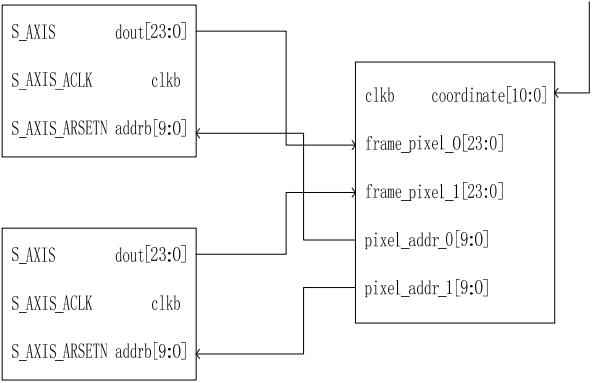 S_AXIS dout[23:0]
S_AXIS_ACLK clkb
S_AXIS_ARSETN addrb[9:0]
clkb coordinate[10:0]
frame_pixel_0[23:0]
frame_pixel_1[23:0]
pixel_addr_0[9:0]
pixel_addr_1[9:0]
S_AXIS dout[23:0]
S_AXIS_ACLK clkb
S_AXIS_ARSETN addrb[9:0]